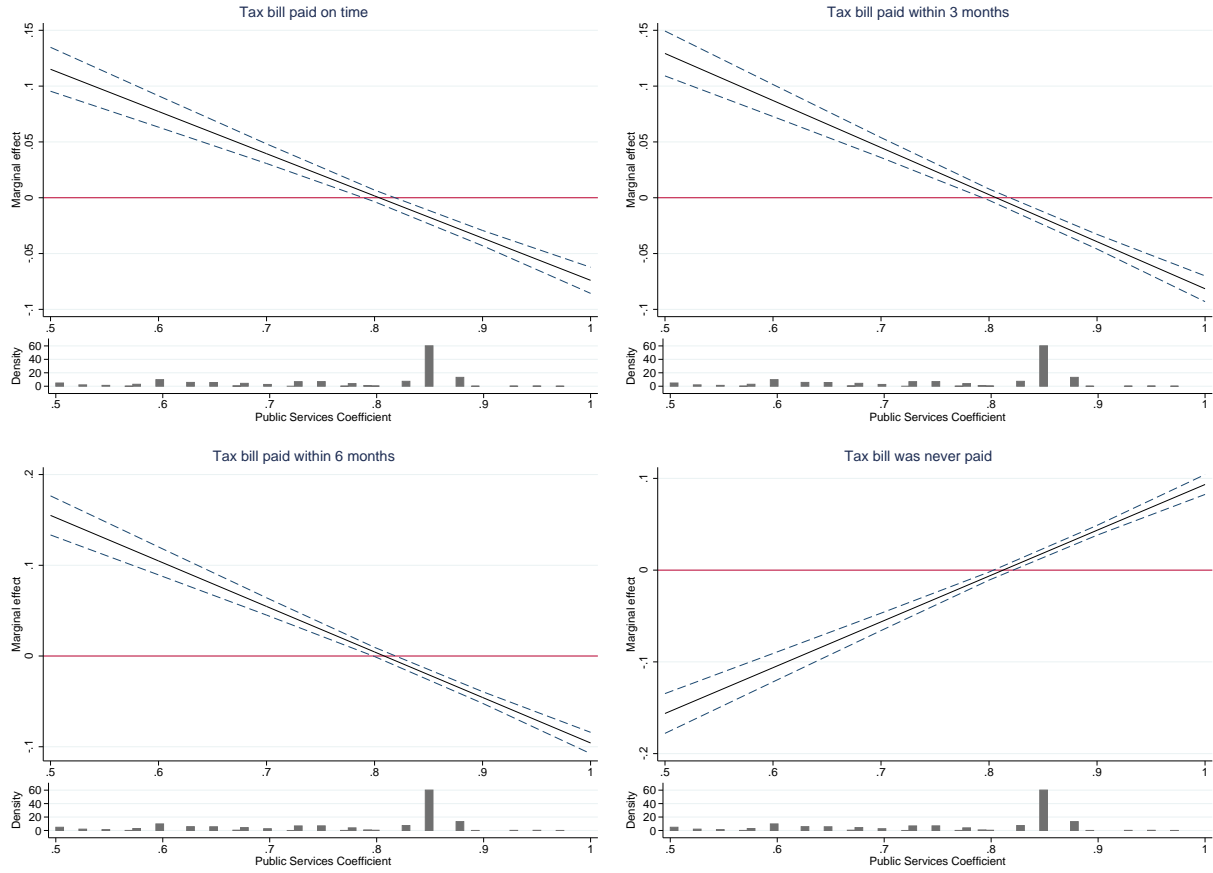 Tax bill paid on time
Marginal effect
.15
.1
.05
0
-.05
-.1
.5 .6 .7 .8 .9 1
Density
60
40
20
0
.5 .6 .7 .8 .9 1
Public Services Coefficient
Tax bill paid within 3 months
Marginal effect
.15
.1
.05
0
-.05
-.1
.5 .6 .7 .8 .9 1
Density
60
40
20
0
.5 .6 .7 .8 .9 1
Public Services Coefficient
Tax bill paid within 6 months
Marginal effect
.2
.1
0
-.1
.5 .6 .7 .8 .9 1
Density
60
40
20
0
.5 .6 .7 .8 .9 1
Public Services Coefficient
Tax bill was never paid
Marginal effect
.1
0
-.1
-.2
.5 .6 .7 .8 .9 1
Density
60
40
20
0
.5 .6 .7 .8 .9 1
Public Services Coefficient